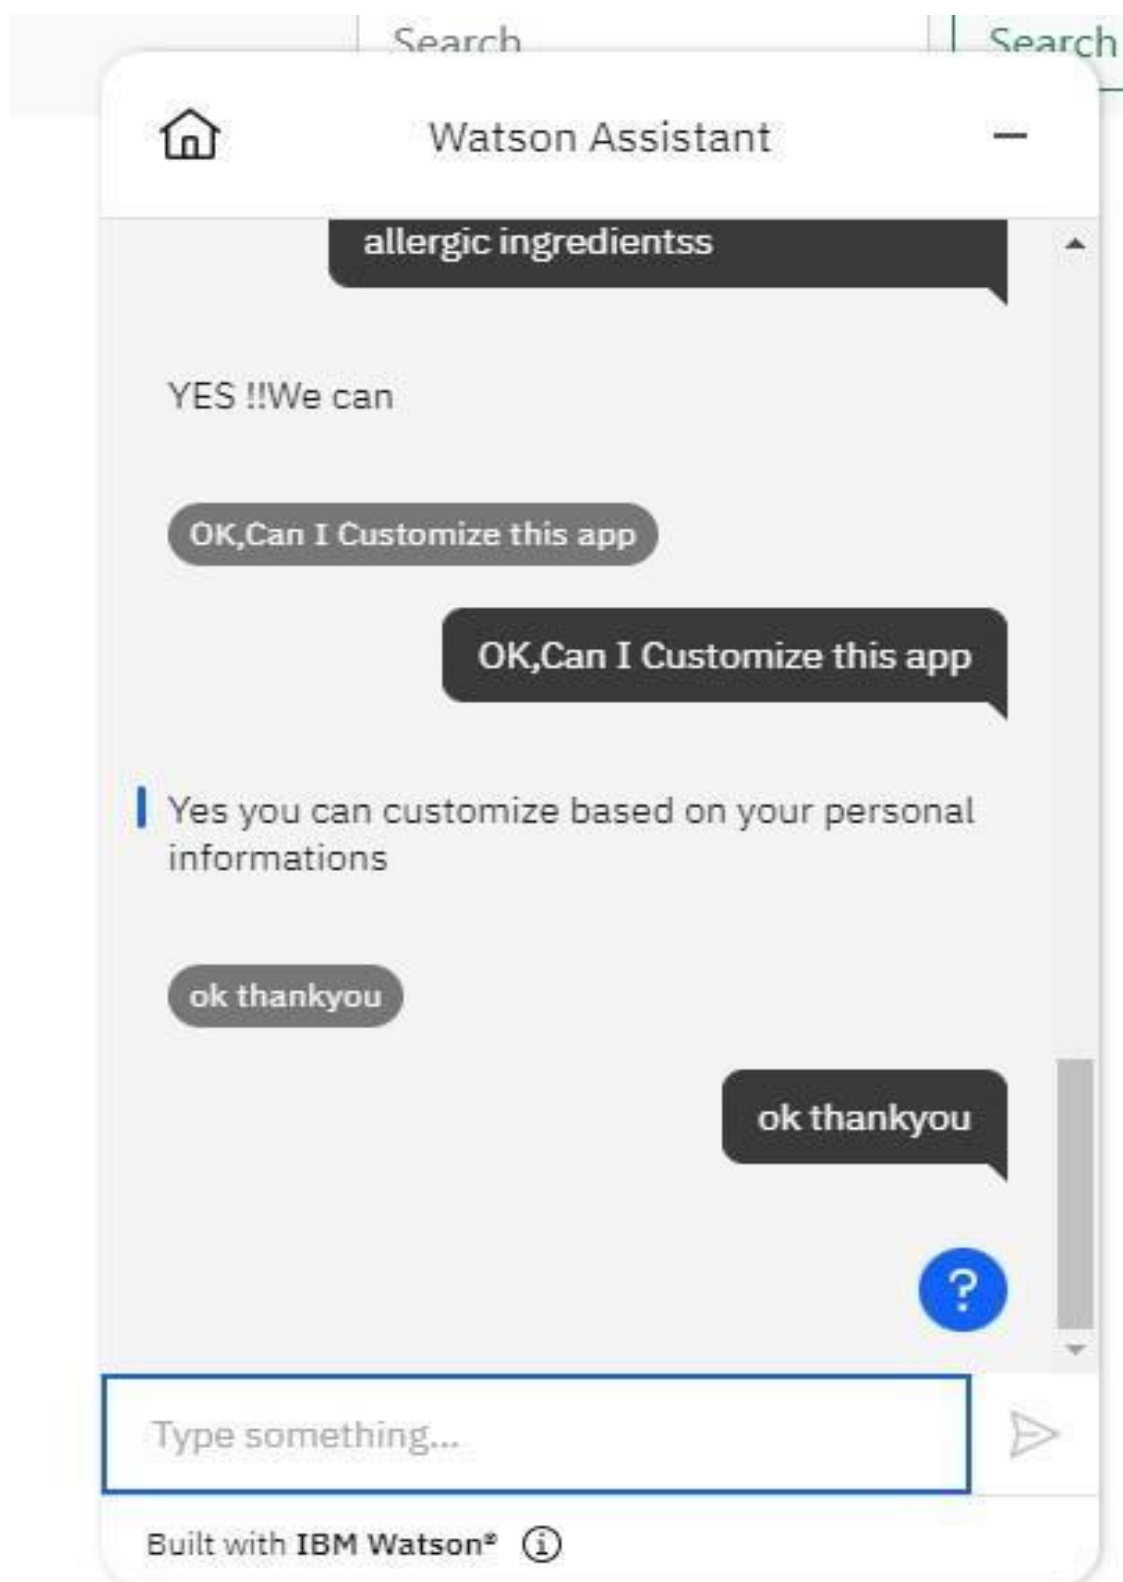 Search
Search
Watson Assistant
allergic ingredientss
YES !!We can
OK,Can I Customize this app
OK,Can I Customize this app
Yes you can customize based on your personal
informations
ok thankyou
ok thankyou
?
Type something...
Built with IBM Watson®